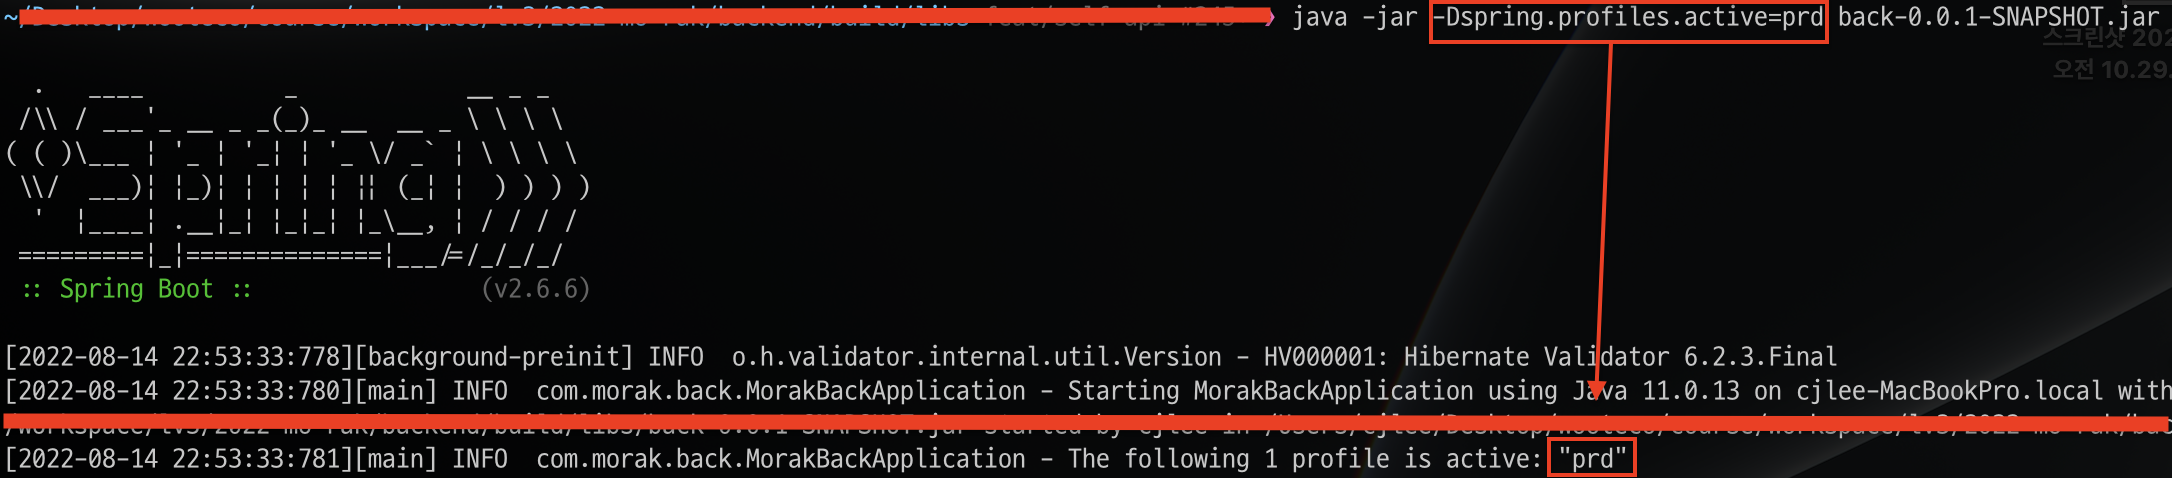 java -jar -Dspring.profiles.active=prd back-0.0.1-SNAPSHOT.jar
스크린샷 202
오전 10.29.
  .   ____          _            __ _ _
 /\\ / ___'_ __ _ _(_)_ __  __ _ \ \ \ \
( ( )\___ | '_ | '_| | '_ \/ _` | \ \ \ \
 \\/  ___)| |_)| | | | | || (_| |  ) ) ) )
  '  |____| .__|_| |_|_| |_\__, | / / / /
 =========|_|==============|___/=/_/_/_/
:: Spring Boot :: (v2.6.6)
[2022-08-14 22:53:33:778][background-preinit] INFO  o.h.validator.internal.util.Version - HV000001: Hibernate Validator 6.2.3.Final
[2022-08-14 22:53:33:780][main] INFO  com.morak.back.MorakBackApplication - Starting MorakBackApplication using Java 11.0.13 on cjlee-MacBookPro.local with
[2022-08-14 22:53:33:781][main] INFO  com.morak.back.MorakBackApplication - The following 1 profile is active: "prd"